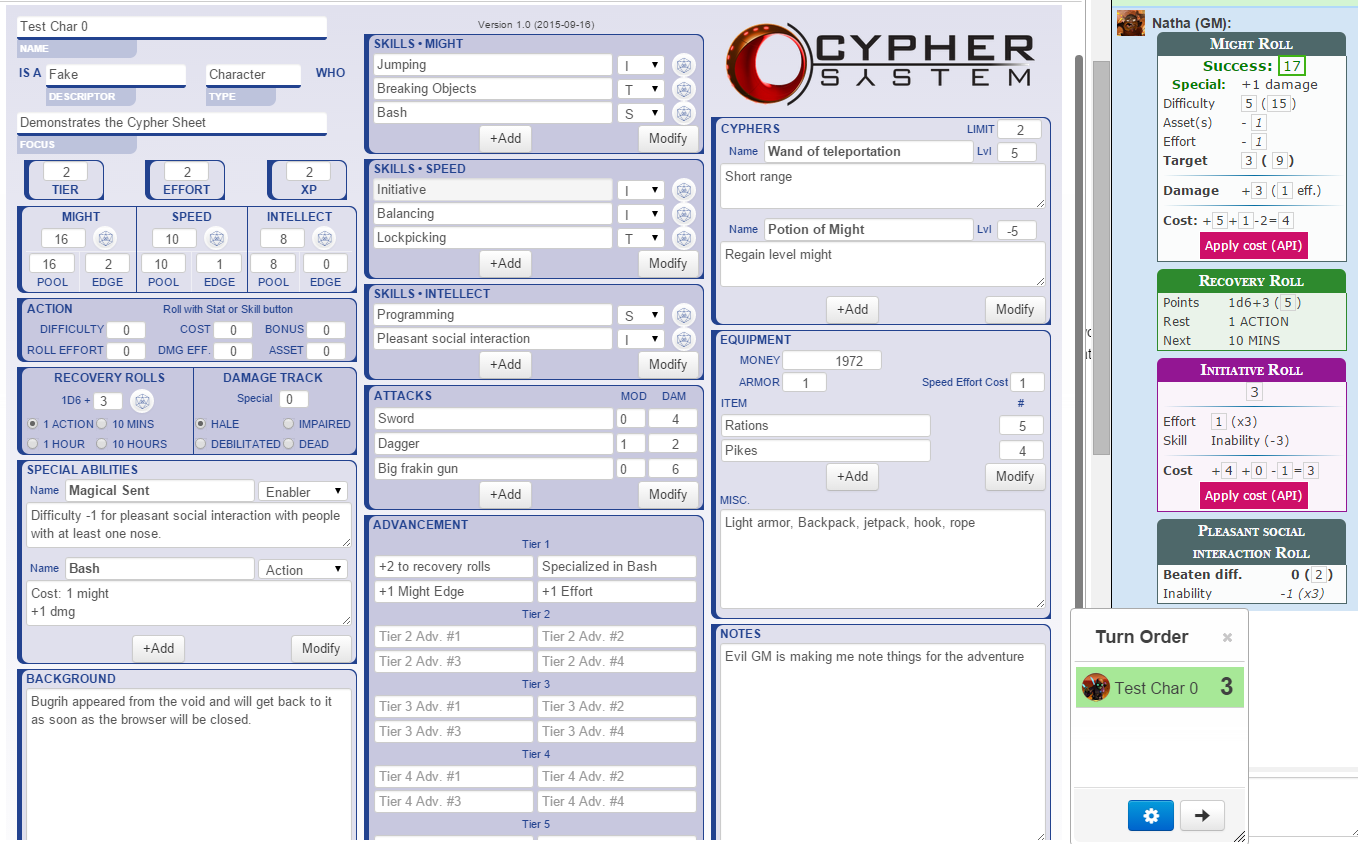 Test Char 0
NAME
IS A Fake Character WHO
DESCRIPTOR TYPE
Demonstrates the Cypher Sheet
FOCUS
2 2 2
TIER EFFORT XP
MIGHT SPEED INTELLECT
16 10 8
16 2 10 1 8 0
POOL EDGE POOL EDGE POOL EDGE
ACTION Roll with Stat or Skill button
DIFFICULTY 0 COST 0 BONUS 0
ROLL EFFORT 0 DMG EFF. 0 ASSET 0
RECOVERY ROLLS
1D6 + 3
1 ACTION 10 MINS
1 HOUR 10 HOURS
DAMAGE TRACK
Special 0
HALE IMPAIRED
DEBILITATED DEAD
SPECIAL ABILITIES
Name Magical Sent Enabler
Difficulty -1 for pleasant social interaction with people
with at least one nose.
Name Bash Action
Cost: 1 might
+1 dmg
+Add Modify
BACKGROUND
Bugrih appeared from the void and will get back to it
as soon as the browser will be closed.
Version 1.0 (2015-09-16)
SKILLS • MIGHT
Jumping I
Breaking Objects T
Bash S
+Add Modify
SKILLS • SPEED
Initiative I
Balancing I
Lockpicking T
+Add Modify
SKILLS • INTELLECT
Programming S
Pleasant social interaction I
+Add Modify
ATTACKS MOD DAM
Sword 0 4
Dagger 1 2
Big frakin gun 0 6
+Add Modify
ADVANCEMENT
Tier 1
+2 to recovery rolls Specialized in Bash
+1 Might Edge +1 Effort
Tier 2
Tier 2 Adv. #1 Tier 2 Adv. #2
Tier 2 Adv. #3 Tier 2 Adv. #4
Tier 3
Tier 3 Adv. #1 Tier 3 Adv. #2
Tier 3 Adv. #3 Tier 3 Adv. #4
Tier 4
Tier 4 Adv. #1 Tier 4 Adv. #2
Tier 4 Adv. #3 Tier 4 Adv. #4
Tier 5
CYPHER
SYSTEM
CYPHERS LIMIT 2
Name Wand of teleportation Lvl 5
Short range
Name Potion of Might Lvl -5
Regain level might
+Add Modify
EQUIPMENT
MONEY 1972
ARMOR 1 Speed Effort Cost 1
ITEM #
Rations 5
Pikes 4
+Add Modify
MISC.
Light armor, Backpack, jetpack, hook, rope
NOTES
Evil GM is making me note things for the adventure
Natha (GM):
MIGHT ROLL
Success: 17
Special: +1 damage
Difficulty 5 (15)
Asset(s) - 1
Effort - 1
Target 3 ( 9)
Damage +3 (1 eff.)
Cost: +5+1-2=4
Apply cost (API)
RECOVERY ROLL
Points 1d6+3 (5)
Rest 1 ACTION
Next 10 MINS
INITIATIVE ROLL
3
Effort 1 (x3)
Skill Inability (-3)
Cost +4 +0 -1=3
Apply cost (API)
PLEASANT SOCIAL
INTERACTION ROLL
Beaten diff. 0 (2)
Inability -1 (x3)
Turn Order ×
Test Char 0 3